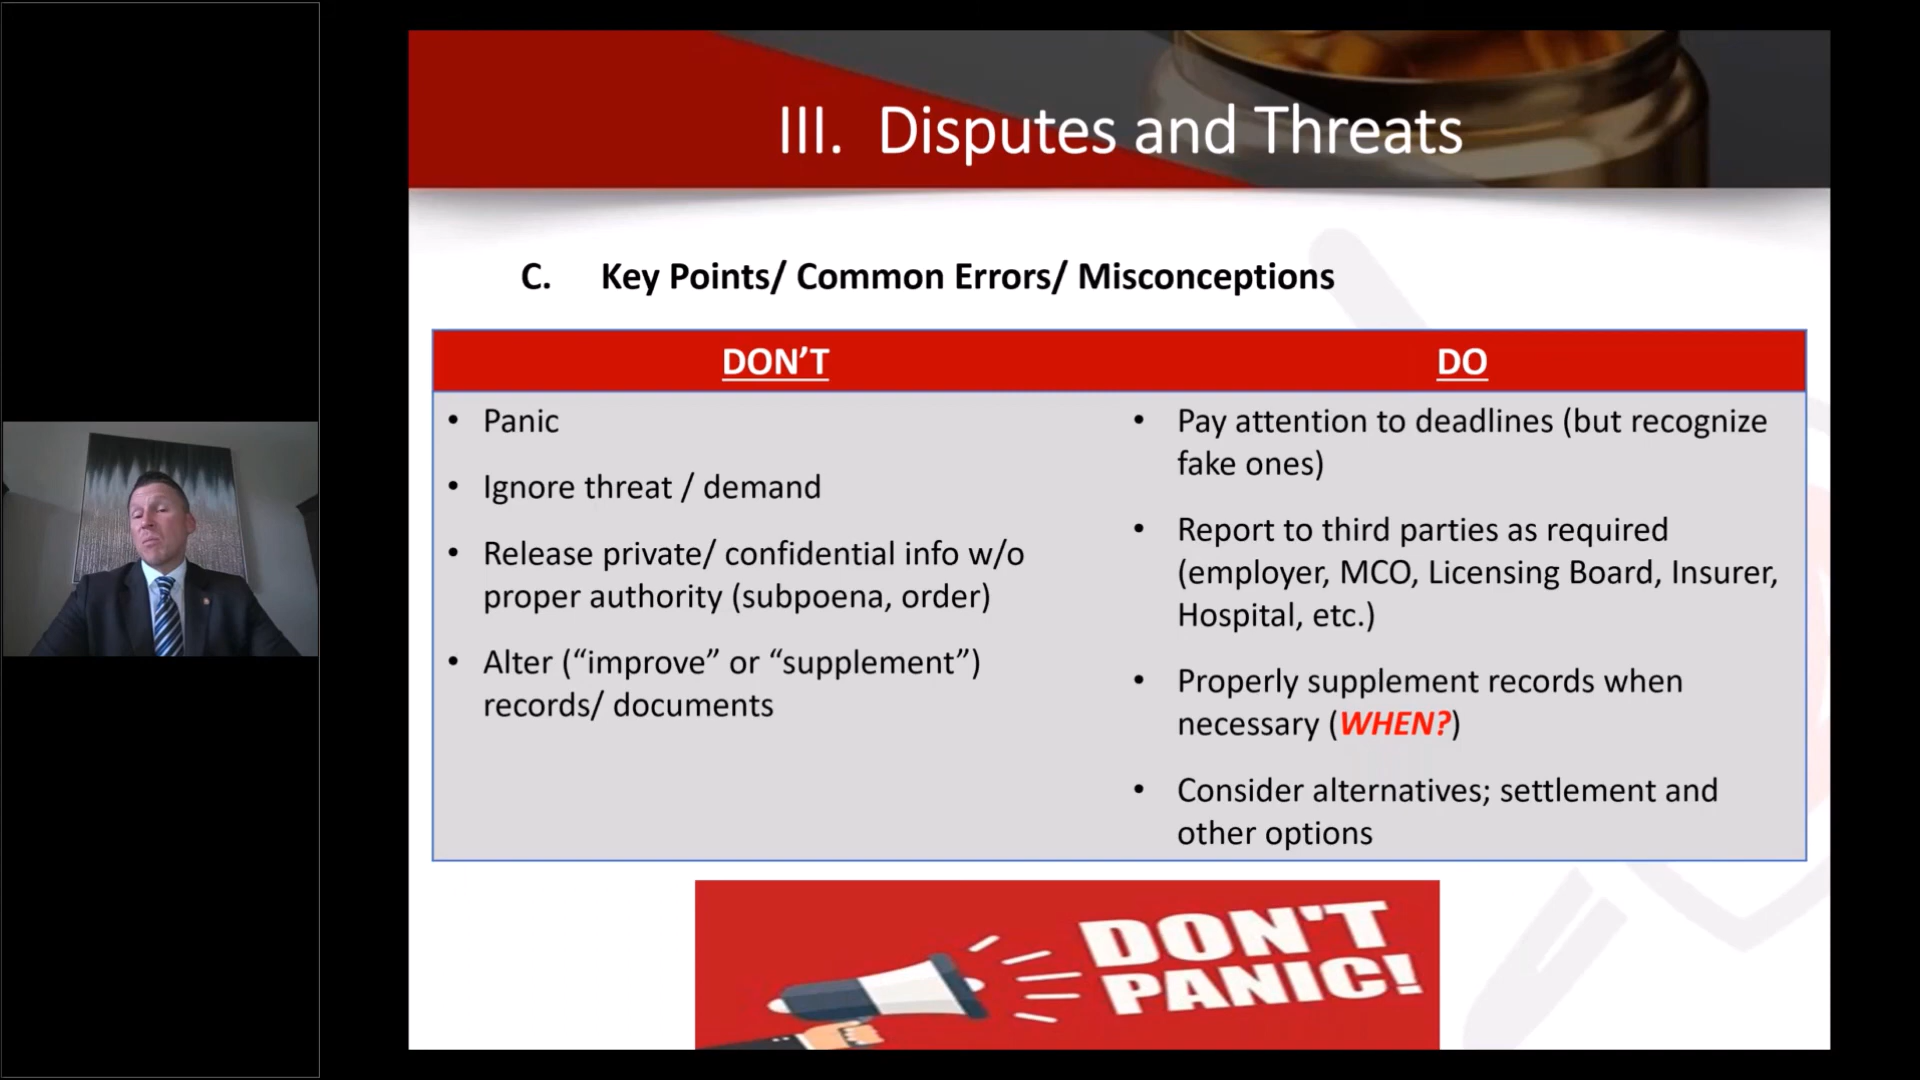 III. Disputes and Threats
C. Key Points/ Common Errors/ Misconceptions
DON’T
• Panic
• Ignore threat / demand
• Release private/ confidential info w/o
proper authority (subpoena, order)
• Alter (“improve” or “supplement”)
records/ documents
DO
• Pay attention to deadlines (but recognize
fake ones)
• Report to third parties as required
(employer, MCO, Licensing Board, Insurer,
Hospital, etc.)
• Properly supplement records when
necessary (WHEN?)
• Consider alternatives; settlement and
other options
DON'T
PANIC!